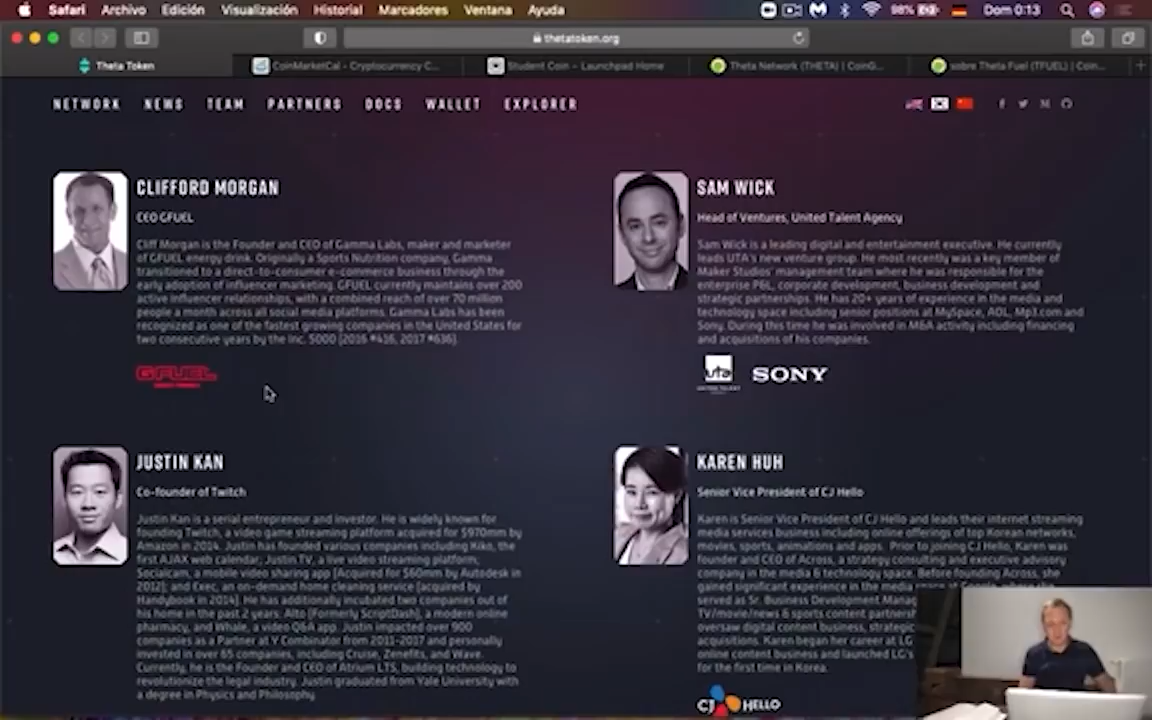 Safari Archivo Edición Visualización Historial Marcadores Ventana Ayuda 98% Dom 0:13
thetatoken.org
Theta Token CoinMarketCal - Cryptocurrency C... Student Coin - Launchpad Home Theta Network (THETA) | CoinG... sobre Theta Fuel (TFUEL) | Coin...
NETWORK NEWS TEAM PARTNERS DOCS WALLET EXPLORER
CLIFFORD MORGAN
CEO GFUEL
Cliff Morgan is the Founder and CEO of Gamma Labs, maker and marketer
of GFUEL energy drink. Originally a Sports Nutrition company, Gamma
transitioned to a direct-to-consumer e-commerce business through the
early adoption of influencer marketing. GFUEL currently maintains over 200
active influencer relationships, with a combined reach of over 70 million
people a month across all social media platforms. Gamma Labs has been
recognized as one of the fastest growing companies in the United States for
two consecutive years by the Inc. 5000 (2016 #416, 2017 #636).
GFUEL
SAM WICK
Head of Ventures, United Talent Agency
Sam Wick is a leading digital and entertainment executive. He currently
leads UTA's new venture group. He most recently was a key member of
Maker Studios' management team where he was responsible for the
enterprise P&L, corporate development, business development and
strategic partnerships. He has 20+ years of experience in the media and
technology space including senior positions at MySpace, AOL, Mp3.com and
Sony. During this time he was involved in M&A activity including financing
and acquisitions of his companies.
uta
SONY
JUSTIN KAN
Co-founder of Twitch
Justin Kan is a serial entrepreneur and investor. He is widely known for
founding Twitch, a video game streaming platform acquired for $970mm by
Amazon in 2014. Justin has founded various companies including Kiko, the
first AJAX web calendar; Justin.TV, a live video streaming platform;
Socialcam, a mobile video sharing app (Acquired for $60mm by Autodesk in
2012); and Exec, an on-demand home cleaning service (acquired by
Handybook in 2014). He has additionally incubated two companies out of
his home in the past 2 years: Alto (Formerly ScriptDash), a modern online
pharmacy, and Whale, a video Q&A app. Justin impacted over 900
companies as a Partner at Y Combinator from 2011-2017 and personally
invested in over 65 companies, including Cruise, Zenefits, and Wave.
Currently, he is the Founder and CEO of Atrium LTS, building technology to
revolutionize the legal industry. Justin graduated from Yale University with
a degree in Physics and Philosophy.
KAREN HUH
Senior Vice President of CJ Hello
Karen is Senior Vice President of CJ Hello and leads their internet streaming
media services business including online offerings of top Korean networks,
movies, sports, animations and apps. Prior to joining CJ Hello, Karen was
founder and CEO of Across, a strategy consulting and executive advisory
company in the media & technology space. Before founding Across, she
gained significant experience in the media
served as Sr. Business Development Manag
TV/movie/news & sports content partners
oversaw digital content business, strategic
acquisitions. Karen began her career at LG
online content business and launched LG's
for the first time in Korea.
CJ HELLO